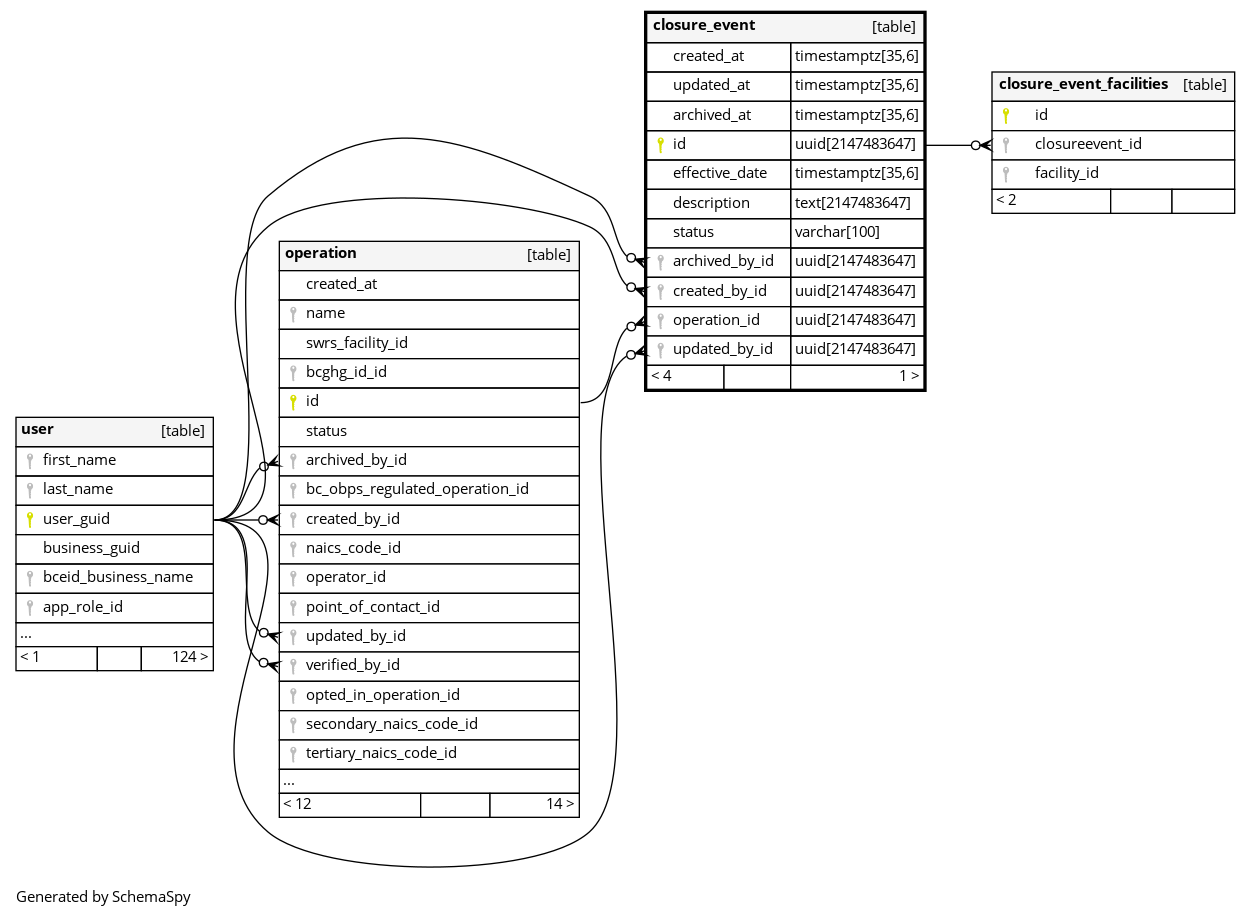 closure_event [table]
created_at timestamptz[35,6]
updated_at timestamptz[35,6]
archived_at timestamptz[35,6]
id uuid[2147483647]
effective_date timestamptz[35,6]
description text[2147483647]
status varchar[100]
archived_by_id uuid[2147483647]
created_by_id uuid[2147483647]
operation_id uuid[2147483647]
updated_by_id uuid[2147483647]
< 4 1 >
closure_event_facilities [table]
id
closureevent_id
facility_id
< 2
operation [table]
created_at
name
swrs_facility_id
bcghg_id_id
id
status
archived_by_id
bc_obps_regulated_operation_id
created_by_id
naics_code_id
operator_id
point_of_contact_id
updated_by_id
verified_by_id
opted_in_operation_id
secondary_naics_code_id
tertiary_naics_code_id
...
< 12 14 >
user [table]
first_name
last_name
user_guid
business_guid
bceid_business_name
app_role_id
...
< 1 124 >
Generated by SchemaSpy